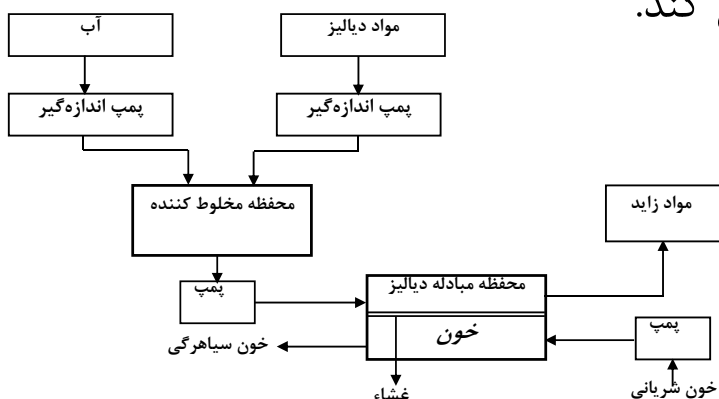 کند.
آب
مواد دیالیز
پمپ اندازه‌گیر
پمپ اندازه‌گیر
محفظه مخلوط کننده
مواد زاید
پمپ
محفظه مبادله دیالیز
خون
پمپ
خون سیاهرگی
غشاء
خون شریانی